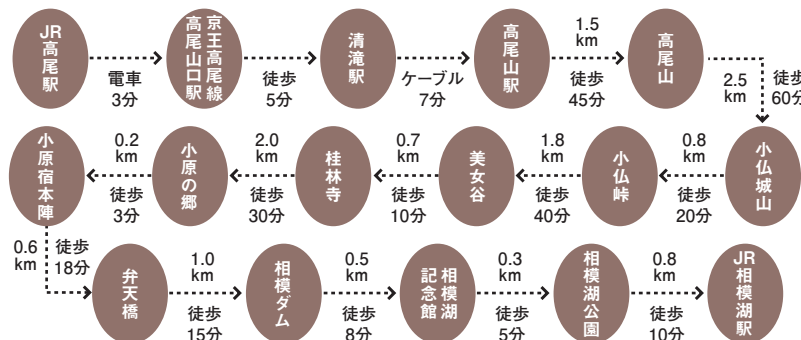 JR高尾駅
電車
3分
京王高尾線
高尾山口駅
徒歩
5分
清滝駅
ケーブル
7分
高尾山駅
1.5
km
徒歩
45分
高尾山
2.5
km
徒歩
60分
小仏城山
0.8
km
徒歩
20分
小仏峠
1.8
km
徒歩
40分
美女谷
0.7
km
徒歩
10分
桂林寺
2.0
km
徒歩
30分
小原の郷
0.2
km
徒歩
3分
小原宿本陣
0.6
km
徒歩
18分
弁天橋
1.0
km
徒歩
15分
相模ダム
0.5
km
徒歩
8分
相模湖
記念館
0.3
km
徒歩
5分
相模湖公園
0.8
km
徒歩
10分
JR相模湖駅